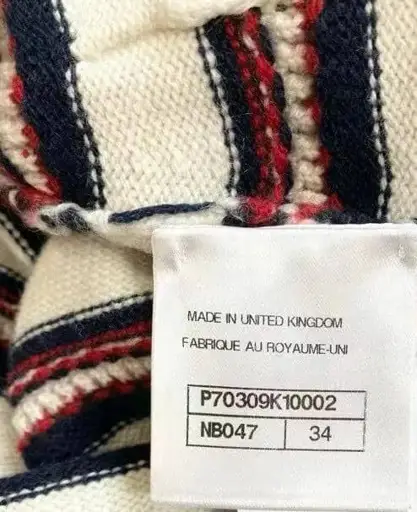 MADE IN UNITED KINGDOM
FABRIQUE AU ROYAUME-UNI
P70309K10002
NB047 34